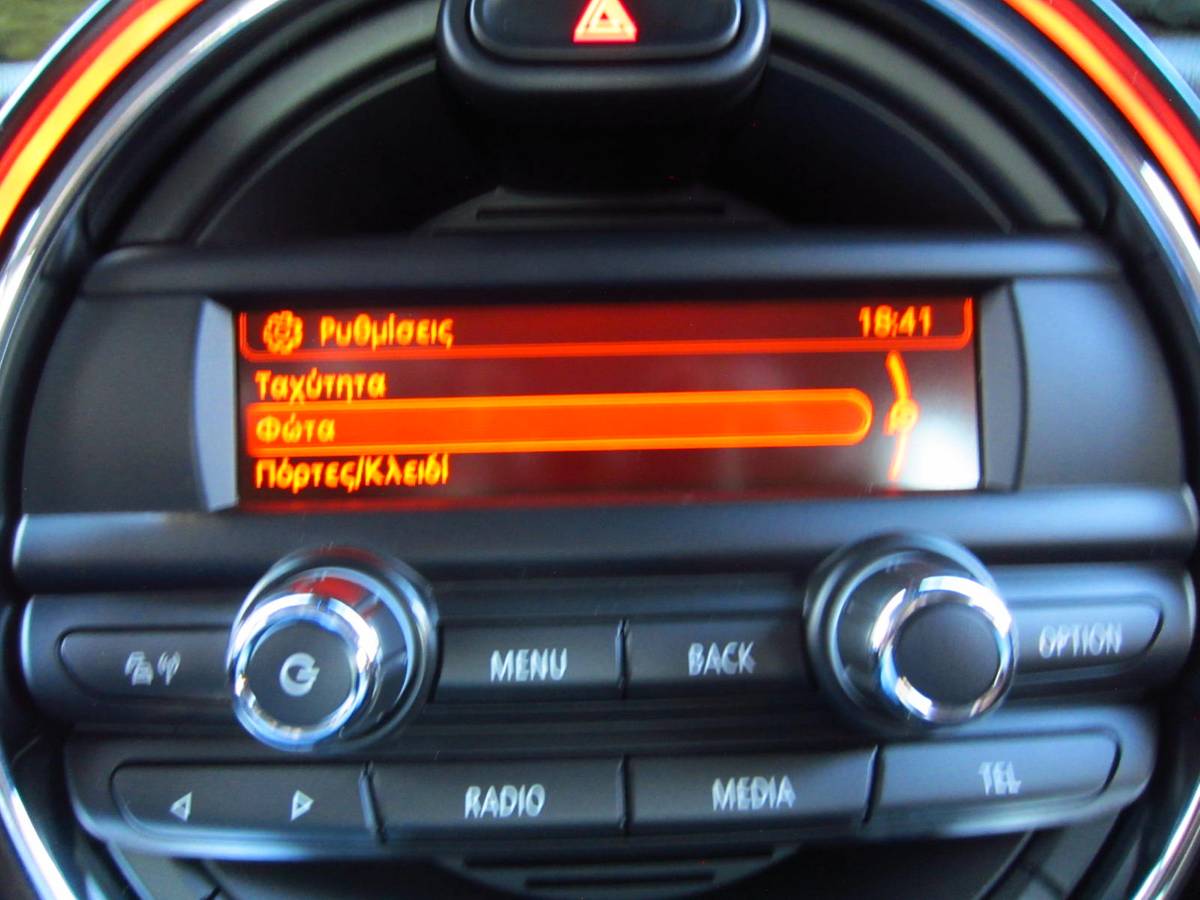 Ρυθμίσεις 18:41
Ταχύτητα
Φώτα
Πόρτες/Κλειδί
MENU BACK OPTION
RADIO MEDIA TEL